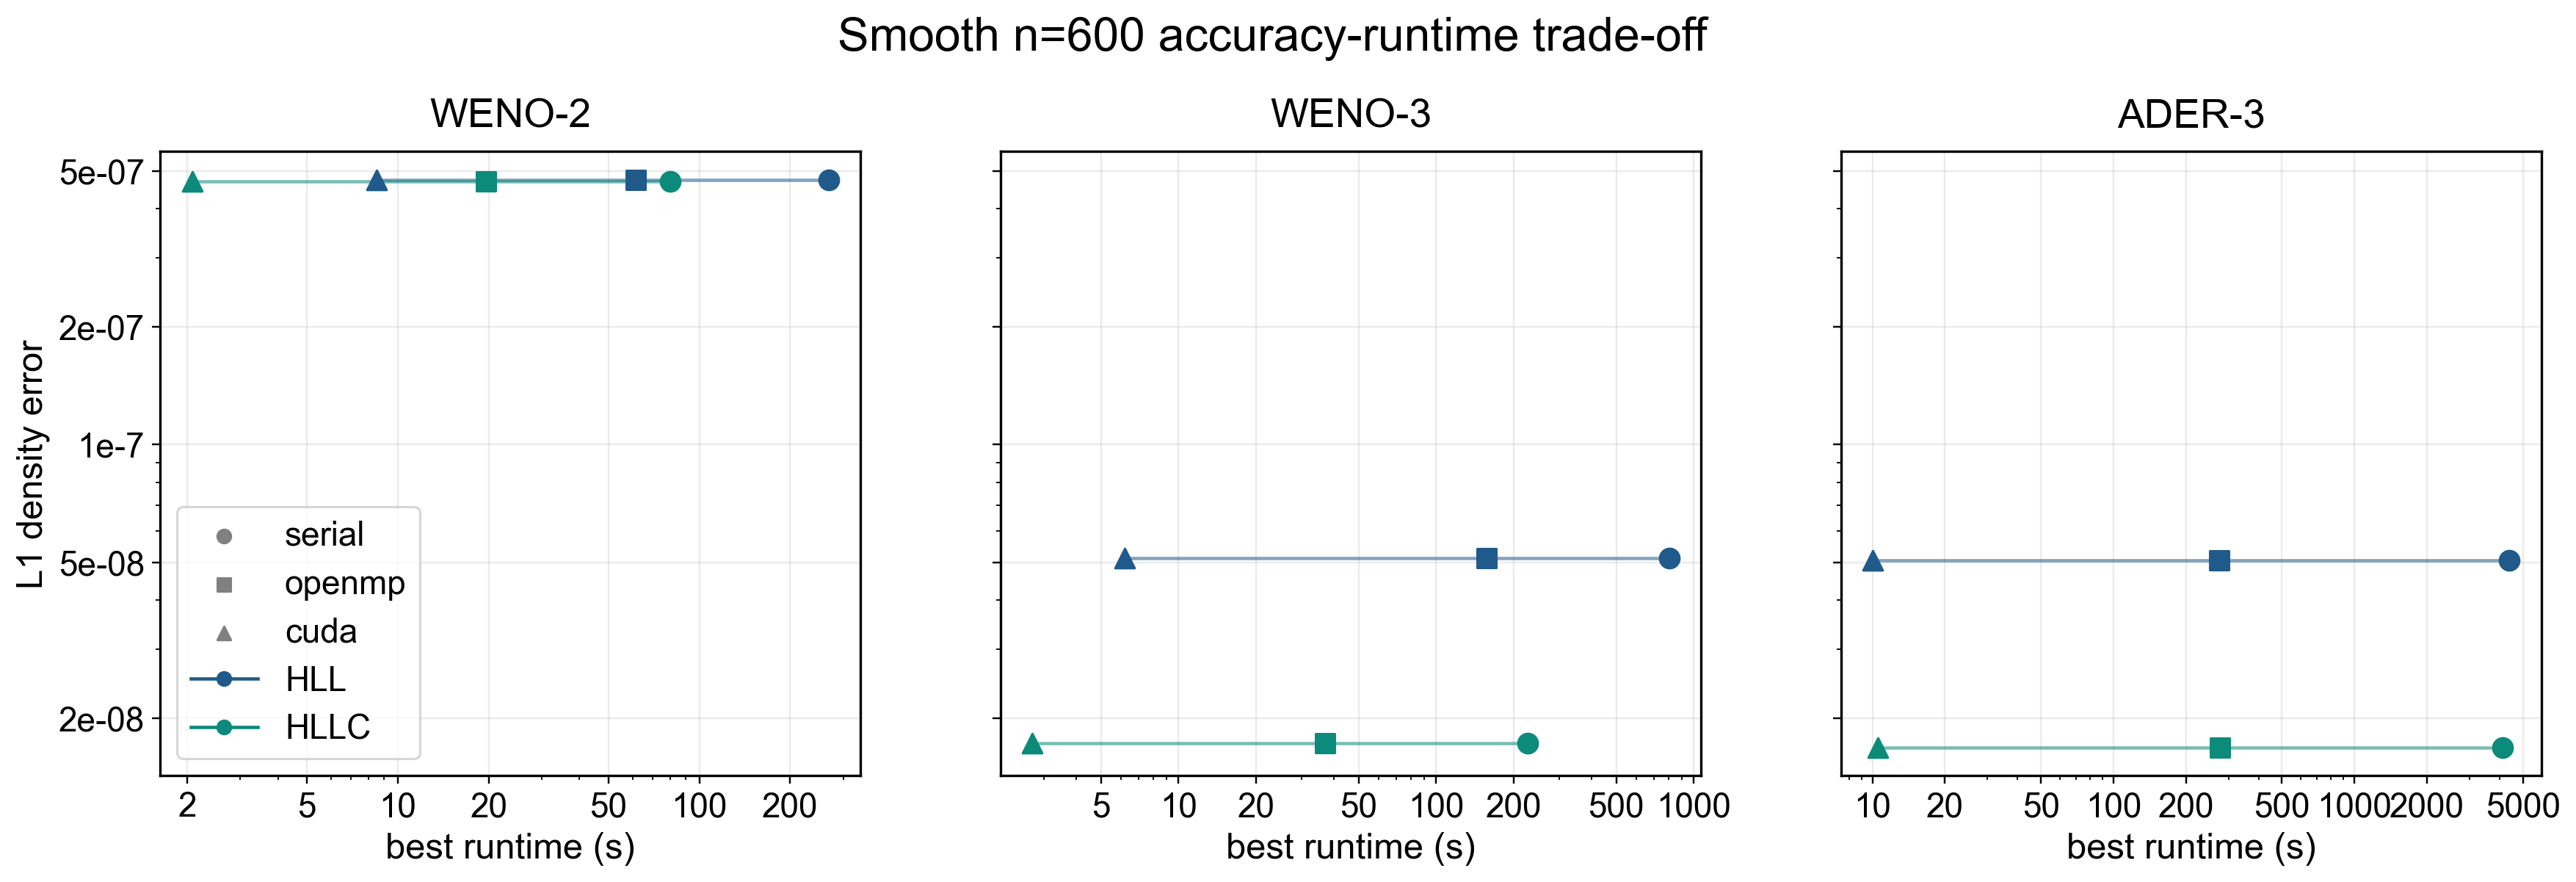 Smooth n=600 accuracy-runtime trade-off
WENO-2
WENO-3
ADER-3
L1 density error
5e-07
2e-07
1e-7
5e-08
2e-08
serial
openmp
cuda
HLL
HLLC
2 5 10 20 50 100 200
5 10 20 50 100 200 500 1000
10 20 50 100 200 500 1000 2000 5000
best runtime (s)
best runtime (s)
best runtime (s)